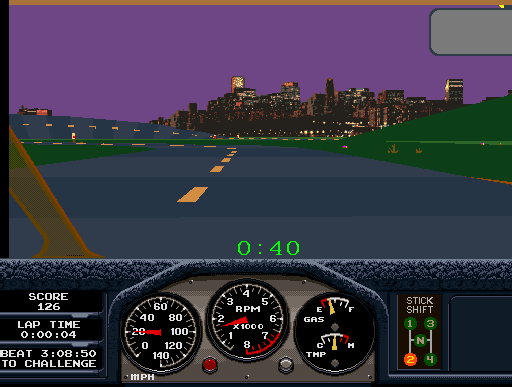 0:40
SCORE
126
LAP TIME
0:00:04
BEAT 3:08:50
TO CHALLENGE
60
40 80
20 100
0 120
140
MPH
4
3 5
2 6
1 7
8
RPM
X1000
E F
GAS
C H
TMP
STICK
SHIFT
1 3
N
2 4